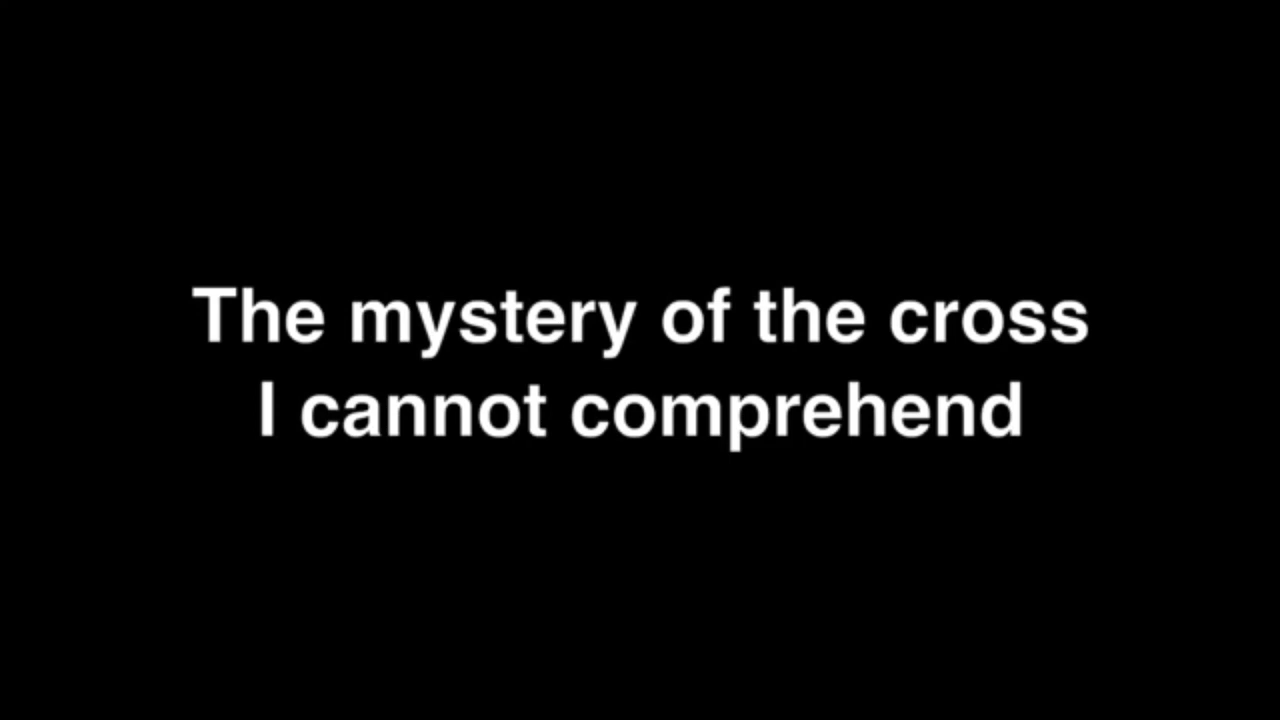 The mystery of the cross
I cannot comprehend